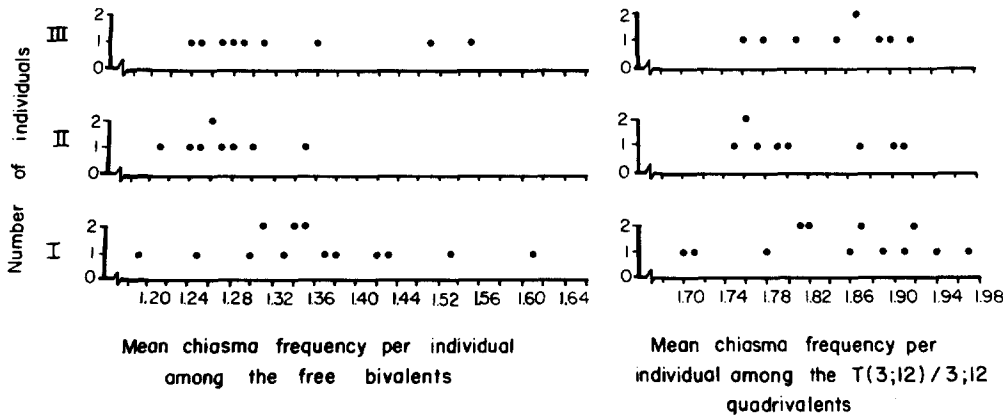 Number of individuals
III
2
1
0
2
1
0
II
2
1
0
2
1
0
I
2
1
0
2
1
0
1.20 1.24 1.28 1.32 1.36 1.40 1.44 1.52 1.56 1.60 1.64
1.70 1.74 1.78 1.82 1.86 1.90 1.94 1.98
Mean chiasma frequency per individual
among the free bivalents
Mean chiasma frequency per
individual among the T(3;12)/3;12
quadrivalents